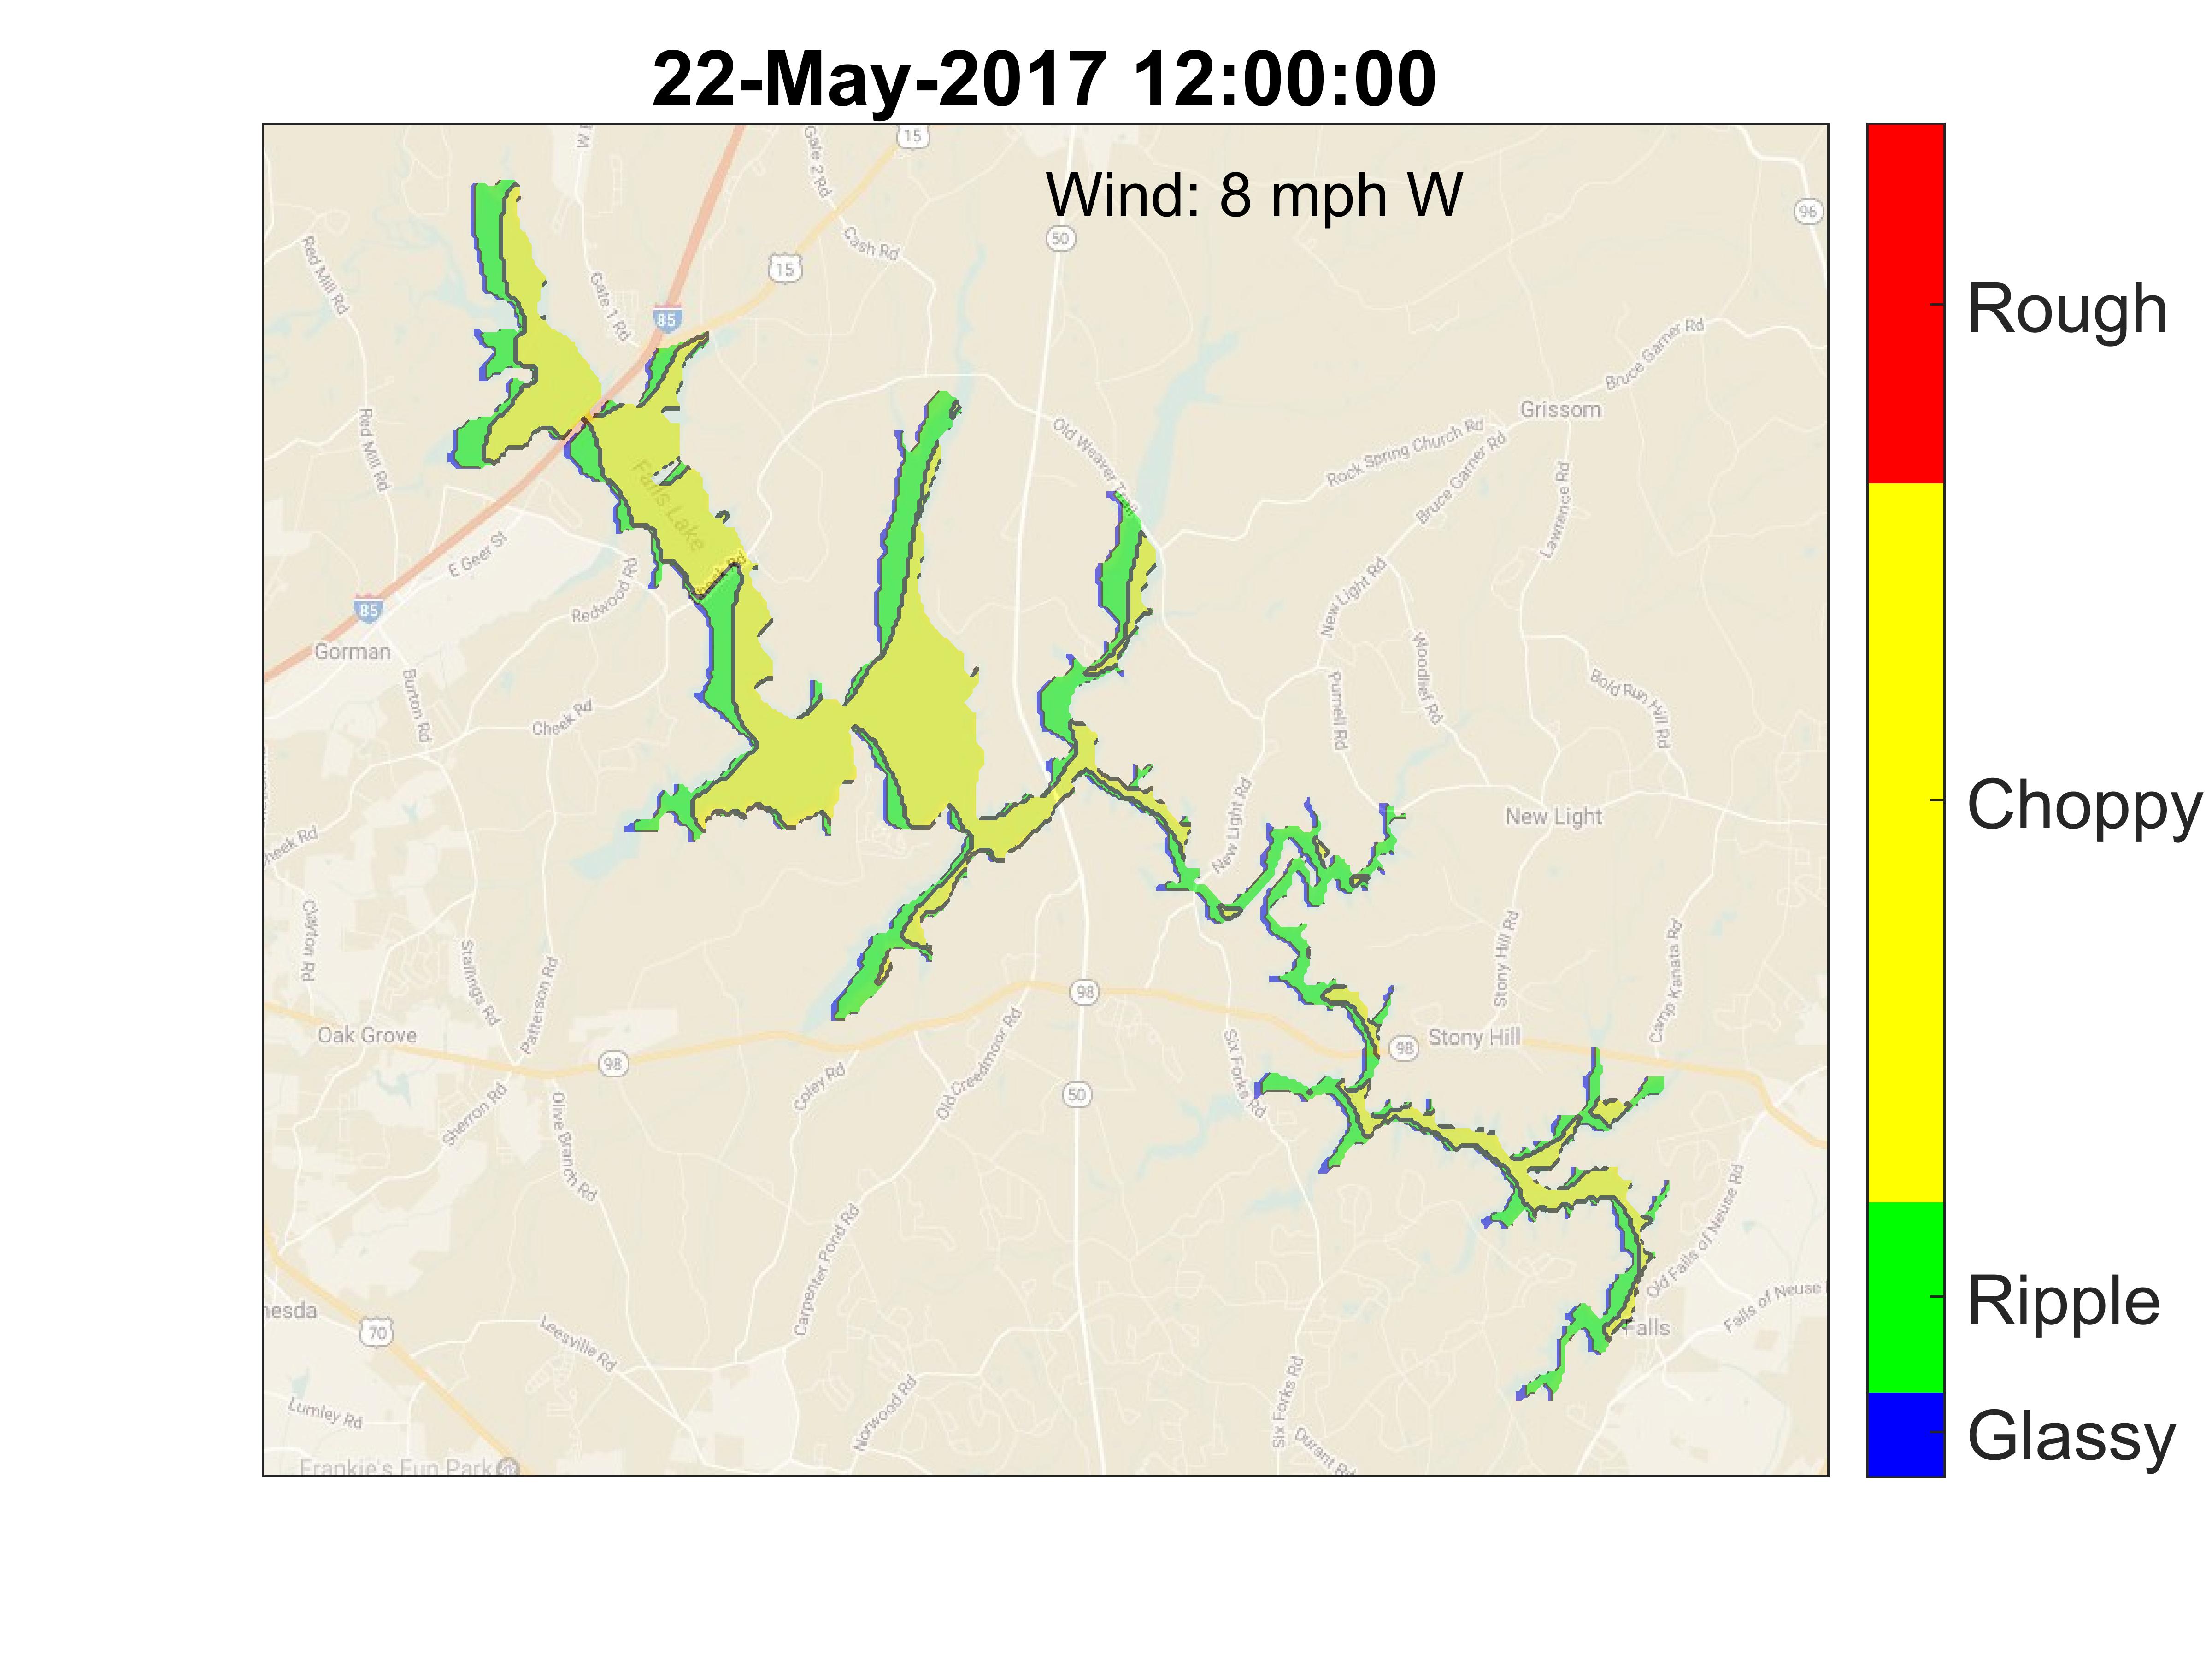 22-May-2017 12:00:00
Wind: 8 mph W
15
Gate 2 Rd
96
Cash Rd
50
Red Mill Rd
15
Gate 1 Rd
85
Bruce Garner Rd
Grissom
Red Mill Rd
Old Weaver Trail
Rock Spring Church Rd
Bruce Garner Rd
Lawrence Rd
Falls Lake
E Geer St
Redwood Rd
New Light Rd
85
Gorman
Burton Rd
Cheek Rd
Purnell Rd
Woodlief Rd
Bold Run Hill Rd
New Light Rd
New Light
heek Rd
Clayton Rd
Stallings Rd
Patterson Rd
Stony Hill Rd
Camp Kanata Rd
98
Oak Grove
98
Old Creedmoor Rd
Six Forks Rd
98
Stony Hill
Sherron Rd
Olive Branch Rd
Coley Rd
50
Carpenter Pond Rd
Old Falls of Neuse Rd
Falls of Neuse
nesda
70
Leesville Rd
Falls
Lumley Rd
Norwood Rd
Six Forks Rd
Durant Rd
Frankie's Fun Park
Rough
Choppy
Ripple
Glassy